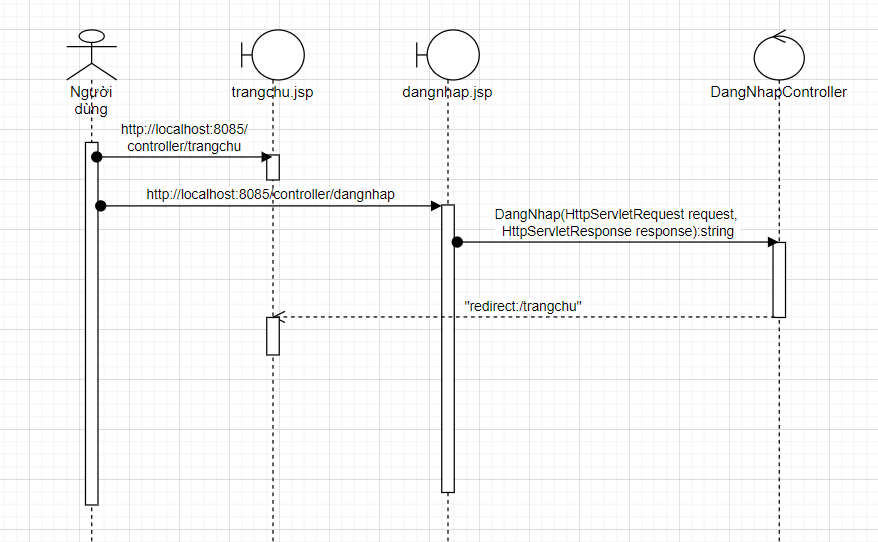 Người
dùng
trangchu.jsp
dangnhap.jsp
DangNhapController
http://localhost:8085/
controller/trangchu
http://localhost:8085/controller/dangnhap
DangNhap(HttpServletRequest request,
HttpServletResponse response):string
"redirect:/trangchu"